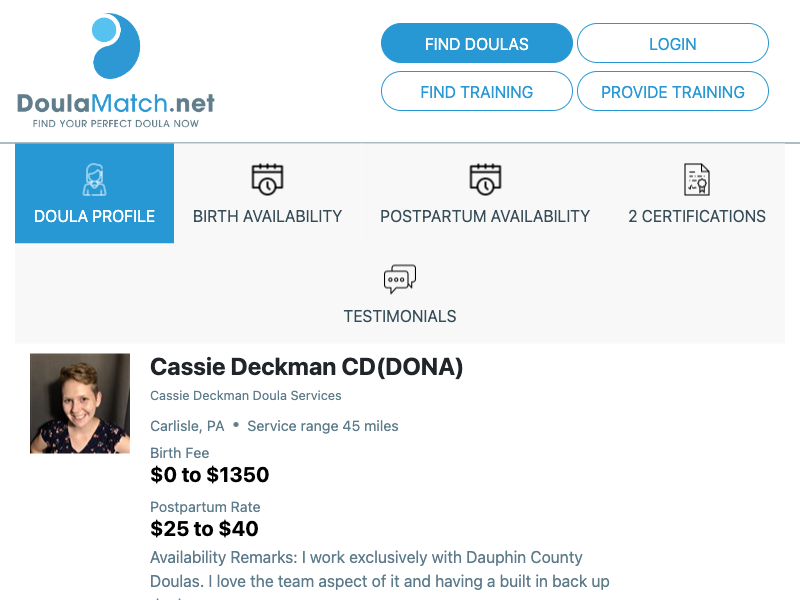 DoulaMatch.net
FIND YOUR PERFECT DOULA NOW
FIND DOULAS
LOGIN
FIND TRAINING
PROVIDE TRAINING
DOULA PROFILE
BIRTH AVAILABILITY
POSTPARTUM AVAILABILITY
2 CERTIFICATIONS
TESTIMONIALS
Cassie Deckman CD(DONA)
Cassie Deckman Doula Services
Carlisle, PA • Service range 45 miles
Birth Fee
$0 to $1350
Postpartum Rate
$25 to $40
Availability Remarks: I work exclusively with Dauphin County
Doulas. I love the team aspect of it and having a built in back up